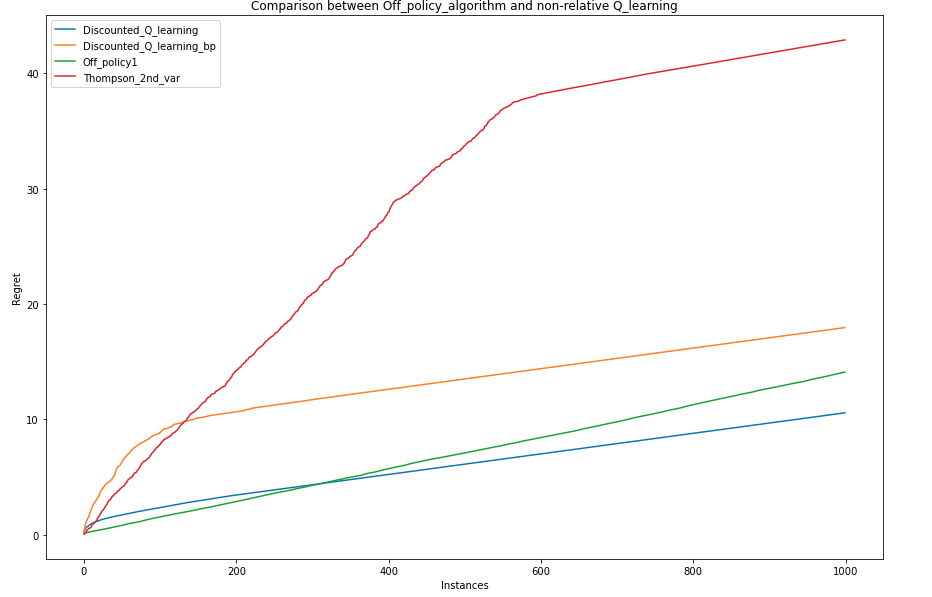 Comparison between Off_policy_algorithm and non-relative Q_learning
Discounted_Q_learning
Discounted_Q_learning_bp
Off_policy1
Thompson_2nd_var
40
30
20
10
0
Regret
0 200 400 600 800 1000
Instances